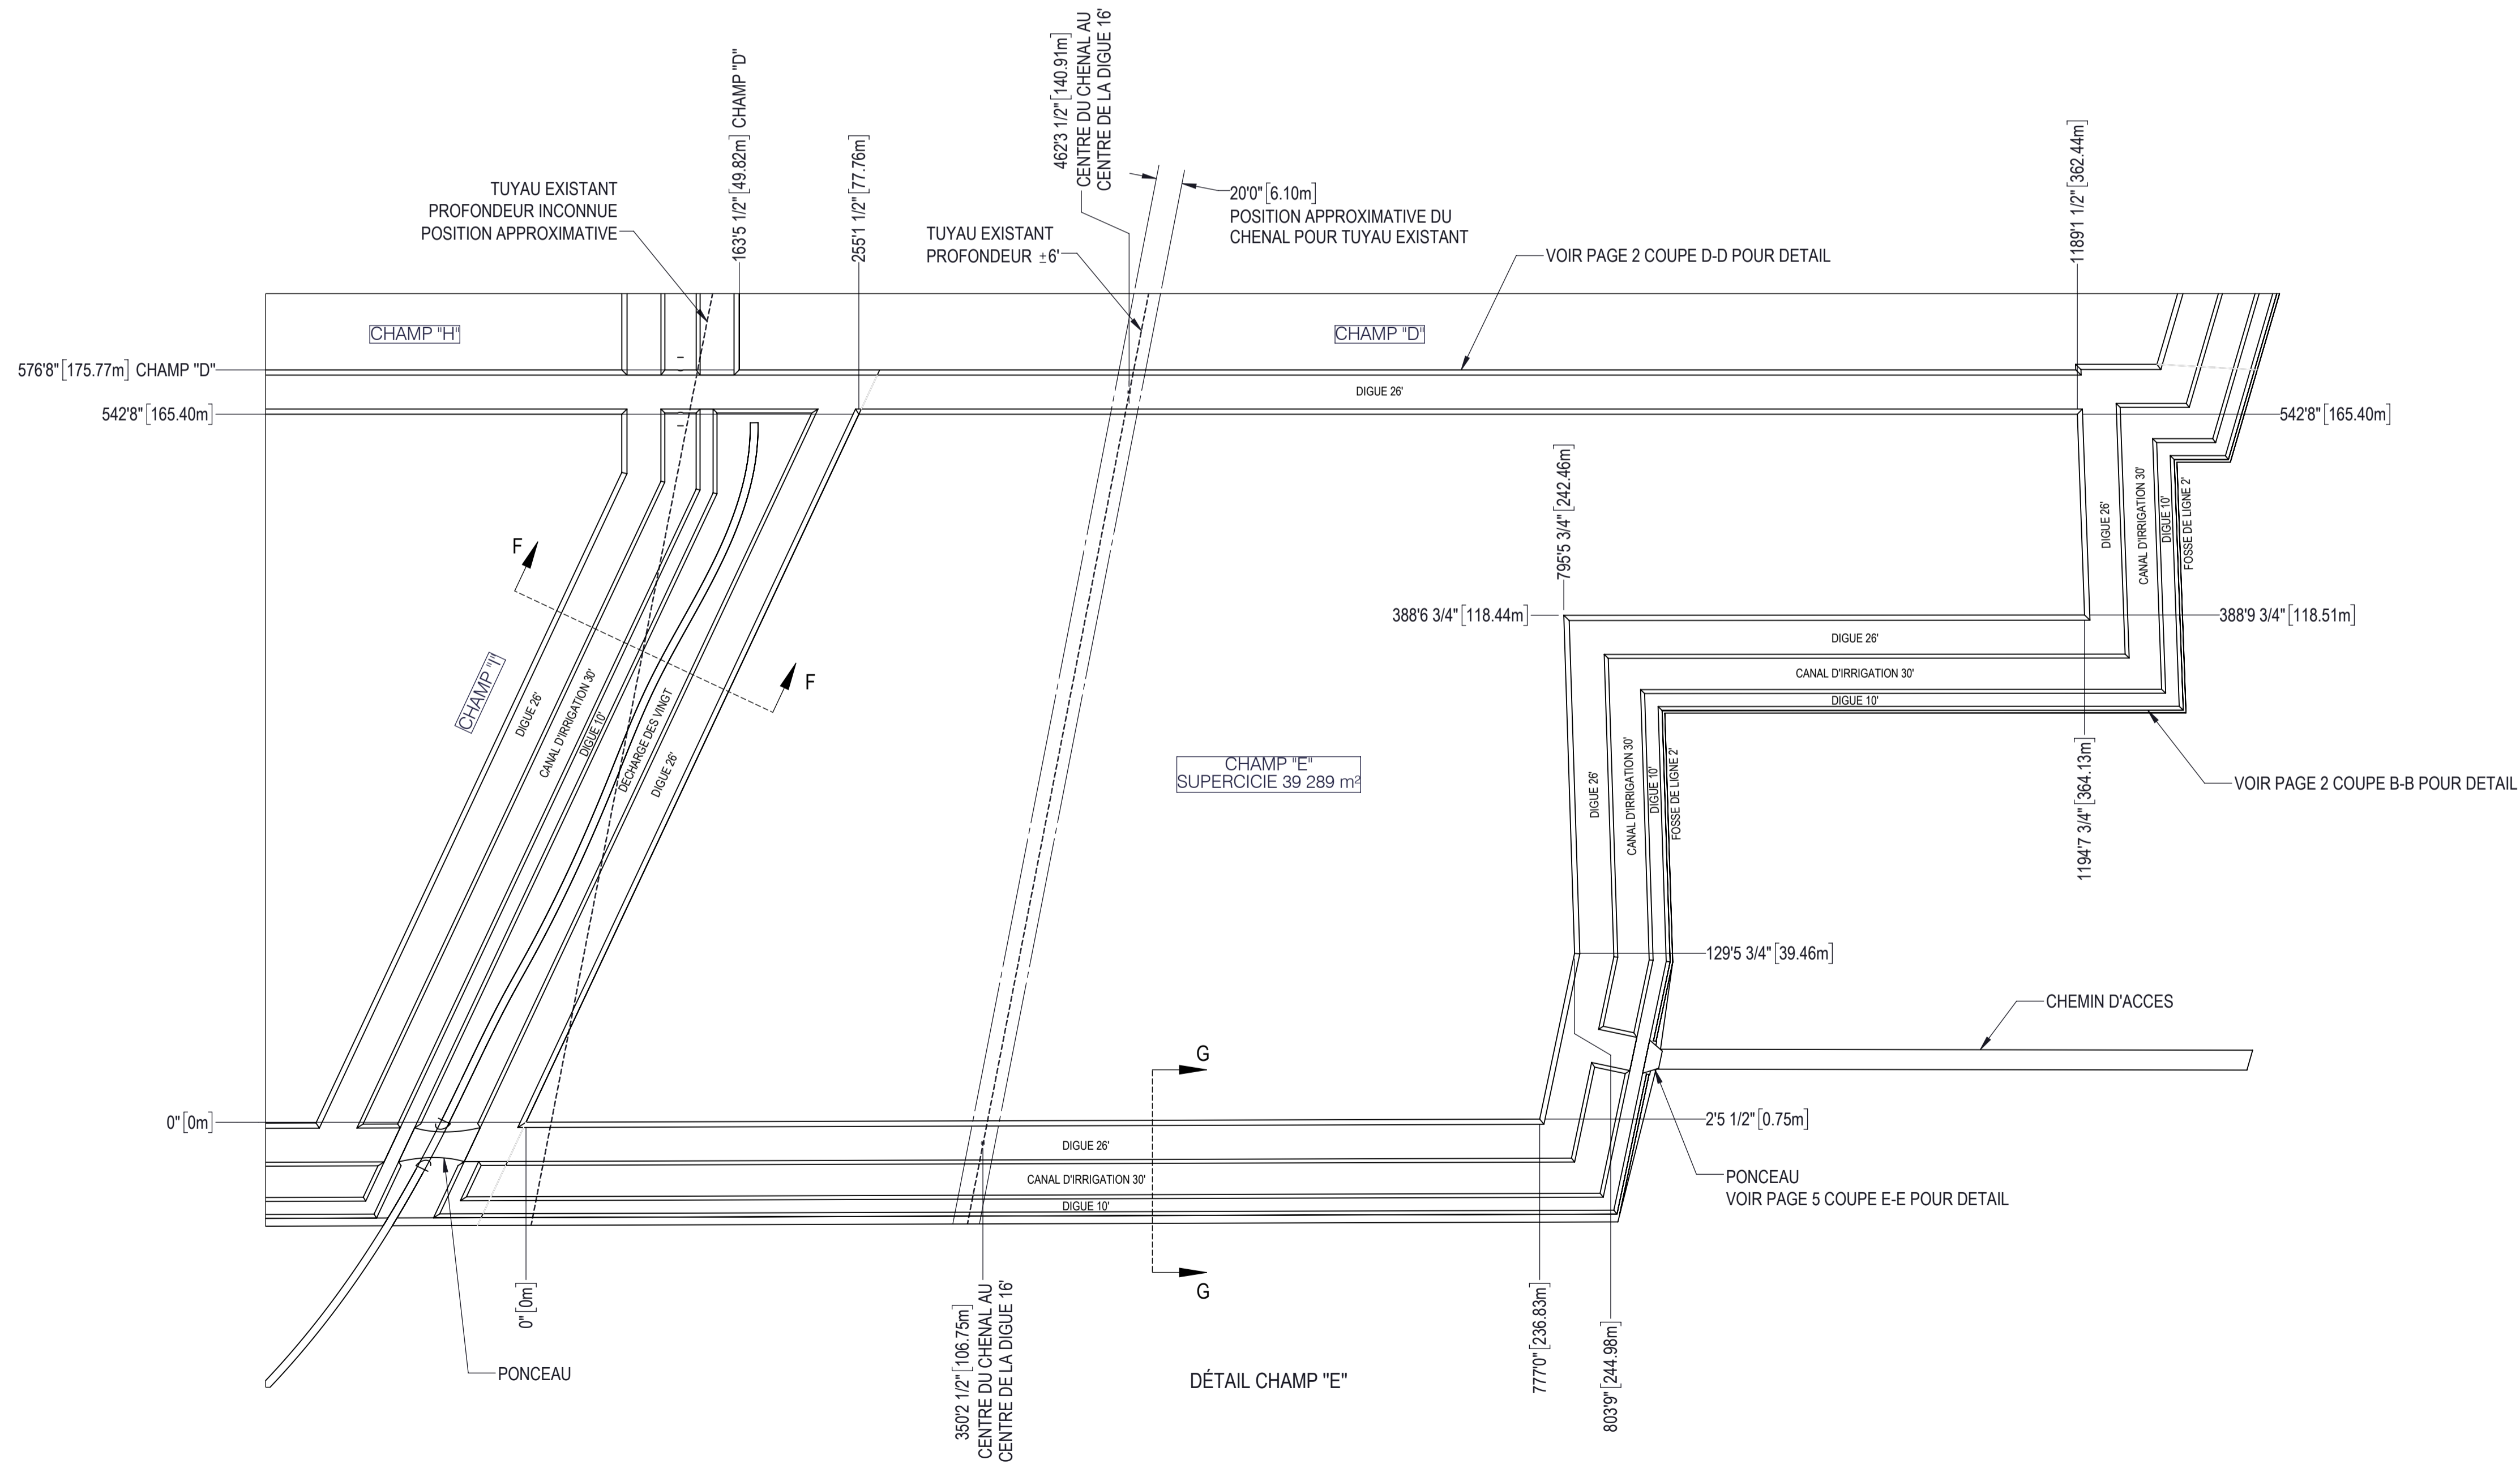 163'5 1/2" [49.82m] CHAMP "D"
255'1 1/2" [77.76m]
462'3 1/2" [140.91m]
CENTRE DU CHENAL AU
CENTRE DE LA DIGUE 16'
1189'1 1/2" [362.44m]
TUYAU EXISTANT
PROFONDEUR INCONNUE
POSITION APPROXIMATIVE
TUYAU EXISTANT
PROFONDEUR ±6'
20'0" [6.10m]
POSITION APPROXIMATIVE DU
CHENAL POUR TUYAU EXISTANT
VOIR PAGE 2 COUPE D-D POUR DETAIL
CHAMP "H"
CHAMP "D"
576'8" [175.77m] CHAMP "D"
DIGUE 26'
542'8" [165.40m]
542'8" [165.40m]
795'5 3/4" [242.46m]
DIGUE 26'
CANAL D'IRRIGATION 30'
DIGUE 10'
FOSSE DE LIGNE 2'
F
F
388'6 3/4" [118.44m]
388'9 3/4" [118.51m]
DIGUE 26'
CANAL D'IRRIGATION 30'
DIGUE 10'
CHAMP "I"
DIGUE 26'
CANAL D'IRRIGATION 30'
DIGUE 10'
DECHARGE DES VINGT
DIGUE 26'
CHAMP "E"
SUPERCICIE 39 289 m²
DIGUE 26'
CANAL D'IRRIGATION 30'
DIGUE 10'
FOSSE DE LIGNE 2'
1194'7 3/4" [364.13m]
VOIR PAGE 2 COUPE B-B POUR DETAIL
129'5 3/4" [39.46m]
CHEMIN D'ACCES
G
0" [0m]
2'5 1/2" [0.75m]
DIGUE 26'
CANAL D'IRRIGATION 30'
DIGUE 10'
PONCEAU
VOIR PAGE 5 COUPE E-E POUR DETAIL
G
0" [0m]
350'2 1/2" [106.75m]
CENTRE DU CHENAL AU
CENTRE DE LA DIGUE 16'
777'0" [236.83m]
803'9" [244.98m]
PONCEAU
DÉTAIL CHAMP "E"